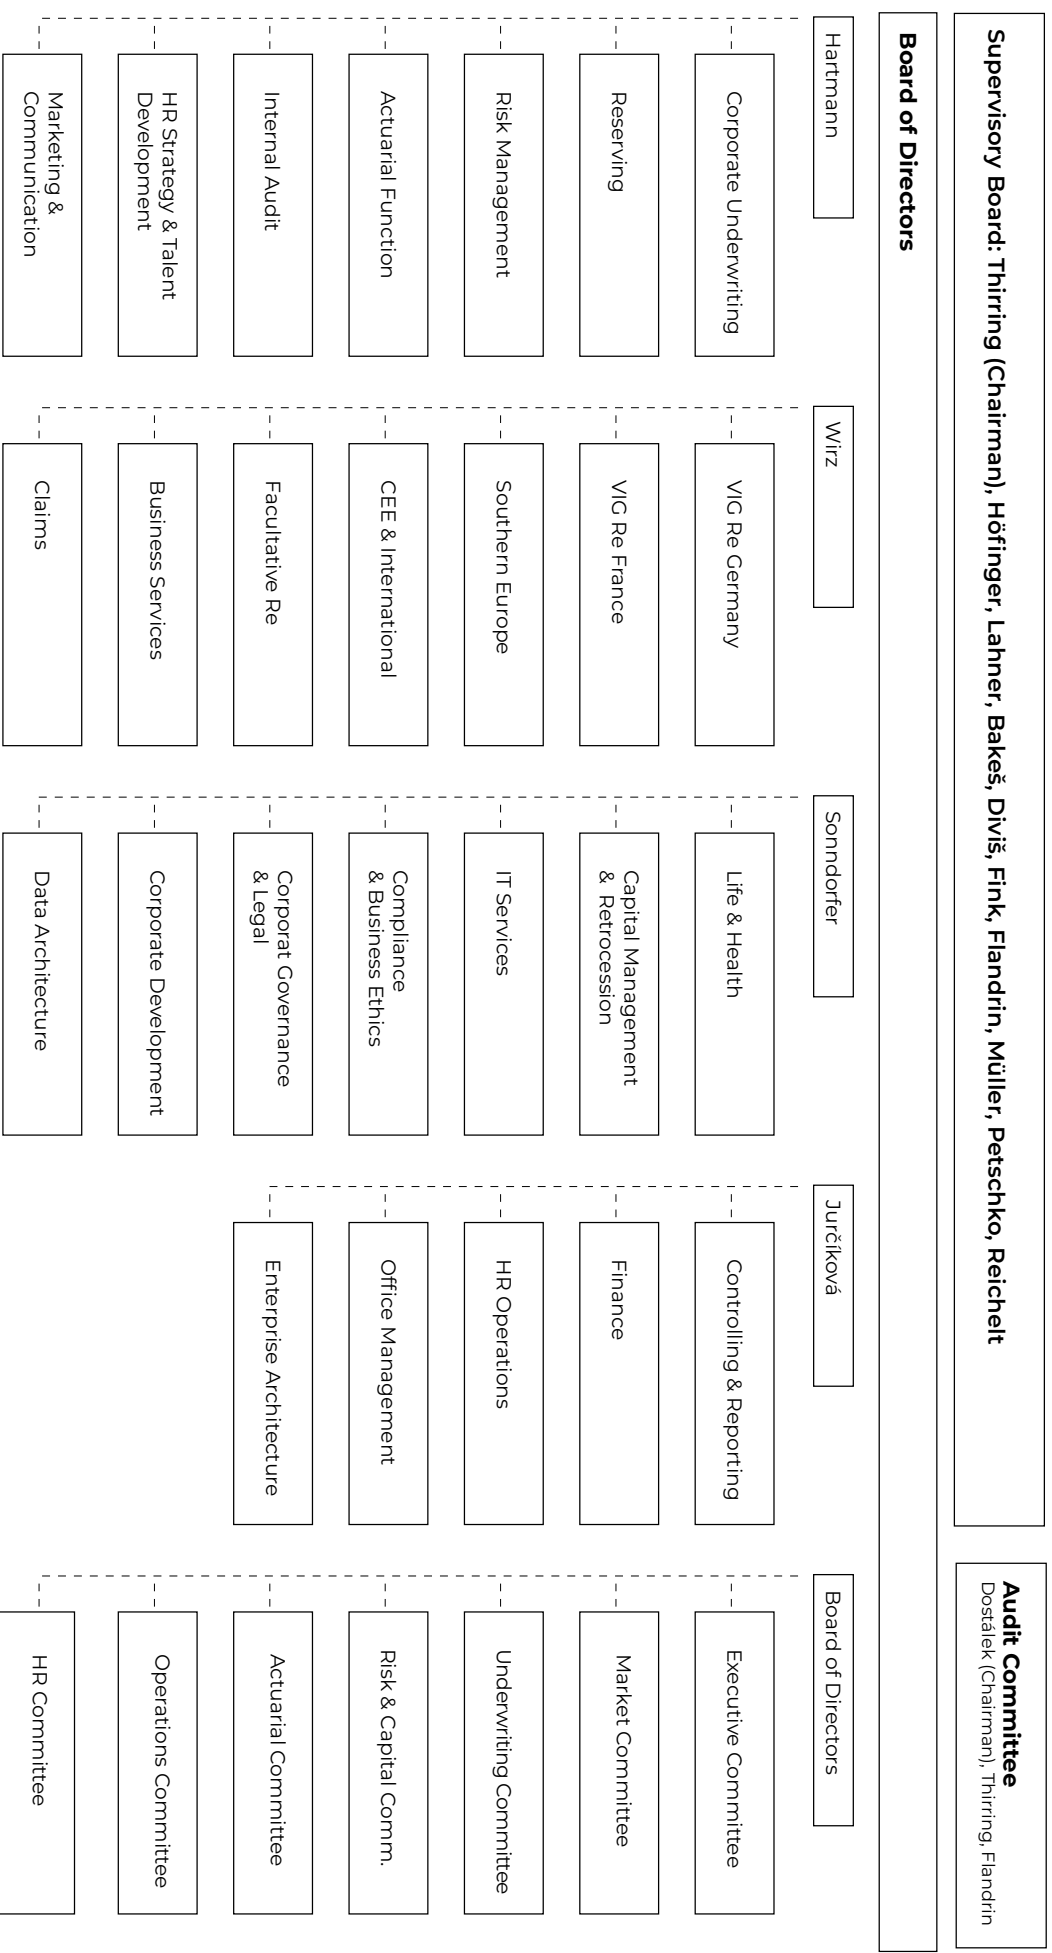 Supervisory Board: Thirring (Chairman), Höfinger, Lahner, Bakeš, Diviš, Fink, Flandrin, Müller, Petschko, Reichelt
Audit Committee
Dostálek (Chairman), Thirring, Flandrin
Board of Directors
Hartmann
Corporate Underwriting
Reserving
Risk Management
Actuarial Function
Internal Audit
HR Strategy & Talent
Development
Marketing &
Communication
Wirz
VIG Re Germany
VIG Re France
Southern Europe
CEE & International
Facultative Re
Business Services
Claims
Sonndorfer
Life & Health
Capital Management
& Retrocession
IT Services
Compliance
& Business Ethics
Corporat Governance
& Legal
Corporate Development
Data Architecture
Jurčíková
Controlling & Reporting
Finance
HR Operations
Office Management
Enterprise Architecture
Board of Directors
Executive Committee
Market Committee
Underwriting Committee
Risk & Capital Comm.
Actuarial Committee
Operations Committee
HR Committee